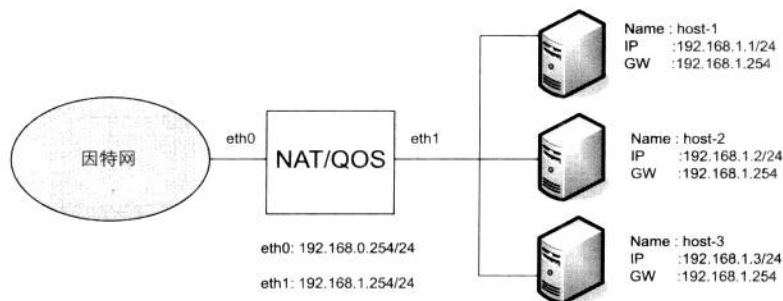 因特网
eth0
NAT/QOS
eth1
eth0: 192.168.0.254/24
eth1: 192.168.1.254/24
Name : host-1
IP :192.168.1.1/24
GW :192.168.1.254
Name : host-2
IP :192.168.1.2/24
GW :192.168.1.254
Name : host-3
IP :192.168.1.3/24
GW :192.168.1.254